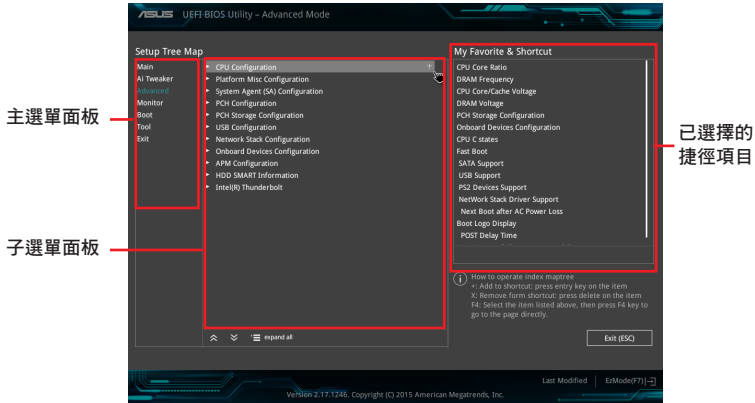 ASUS UEFI BIOS Utility – Advanced Mode
Setup Tree Map
Main
Ai Tweaker
Advanced
Monitor
Boot
Tool
Exit
CPU Configuration +
Platform Misc Configuration
System Agent (SA) Configuration
PCH Configuration
PCH Storage Configuration
USB Configuration
Network Stack Configuration
Onboard Devices Configuration
APM Configuration
HDD SMART Information
Intel(R) Thunderbolt
expand all
My Favorite & Shortcut
CPU Core Ratio
DRAM Frequency
CPU Core/Cache Voltage
DRAM Voltage
PCH Storage Configuration
Onboard Devices Configuration
CPU C states
Fast Boot
SATA Support
USB Support
PS2 Devices Support
NetWork Stack Driver Support
Next Boot after AC Power Loss
Boot Logo Display
POST Delay Time
How to operate index maptree
+: Add to shortcut: press entry key on the item
X: Remove form shortcut: press delete on the item
F4: Select the item listed above, then press F4 key to
go to the page directly.
Exit (ESC)
Last Modified EzMode(F7)
Version 2.17.1246. Copyright (C) 2015 American Megatrends, Inc.
主選單面板
子選單面板
已選擇的
捷徑項目